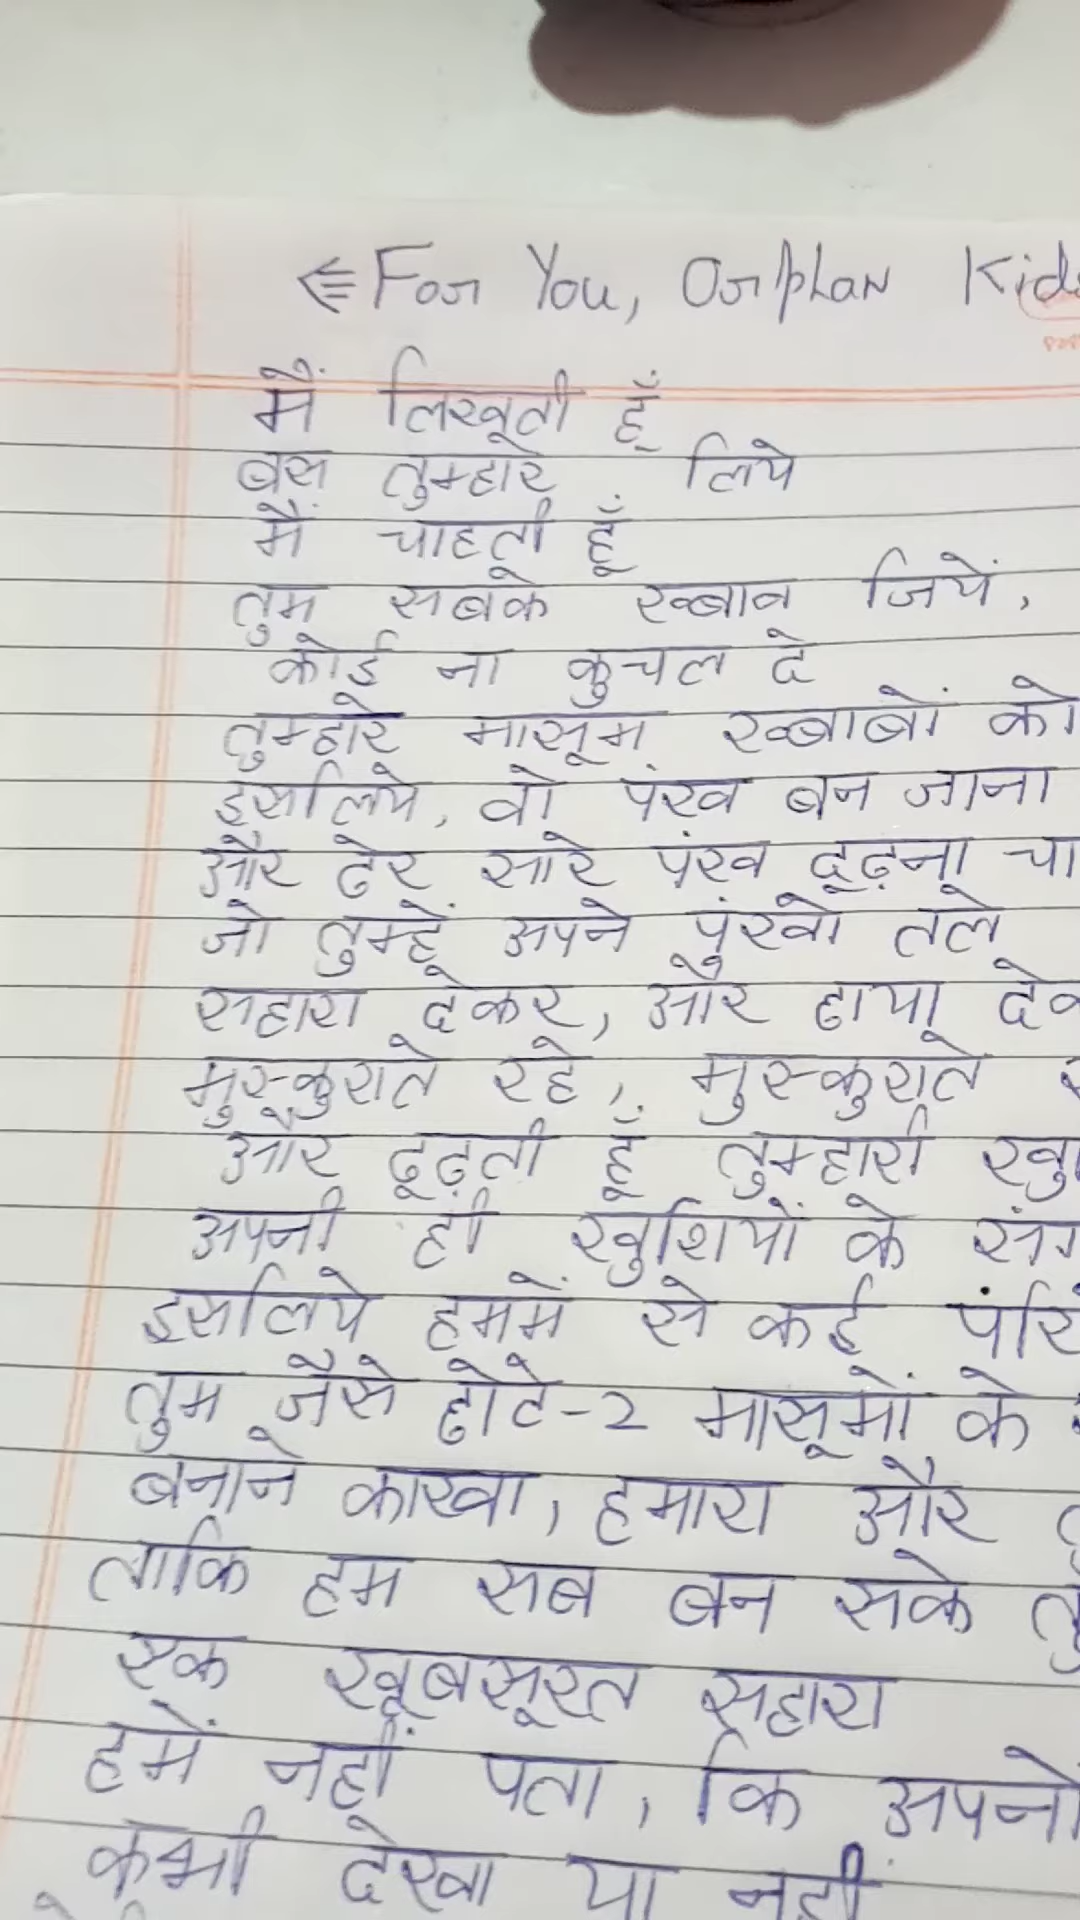 ⇐ For You, Orphan Kids
मैं लिखती हूँ
बस तुम्हारे लिये
मैं चाहती हूँ
तुम सबके ख्वाब जियें,
कोई ना कुचल दे
तुम्हारे मासूम ख्बाबों को
इसलिये, वो पंख बन जाना
और ढेर सारे पंख ढूढ़ना
जो तुम्हें अपने पंखो तले
सहारा देकर, और छाया
मुस्कुराते रहे, मुस्कुराते
और ढूढ़ती हूँ तुम्हारी
अपनी ही खुशियों के संग
इसलिये हममें से कई
तुम जैसे छोटे-2 मासूमों के
बनाने कारवा, हमारा और
ताकि हम सब बन सके
एक खूबसूरत सहारा
हमें नहीं पता, कि अपनो
कभी देखा या नहीं